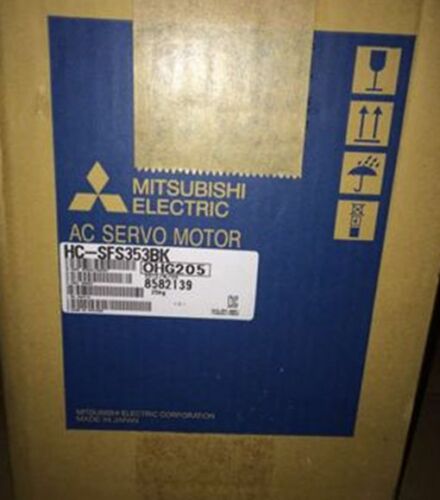 MITSUBISHI
ELECTRIC
AC SERVO MOTOR
HC-SFS353BK
OHG205
8582139
MITSUBISHI ELECTRIC CORPORATION
MADE IN JAPAN